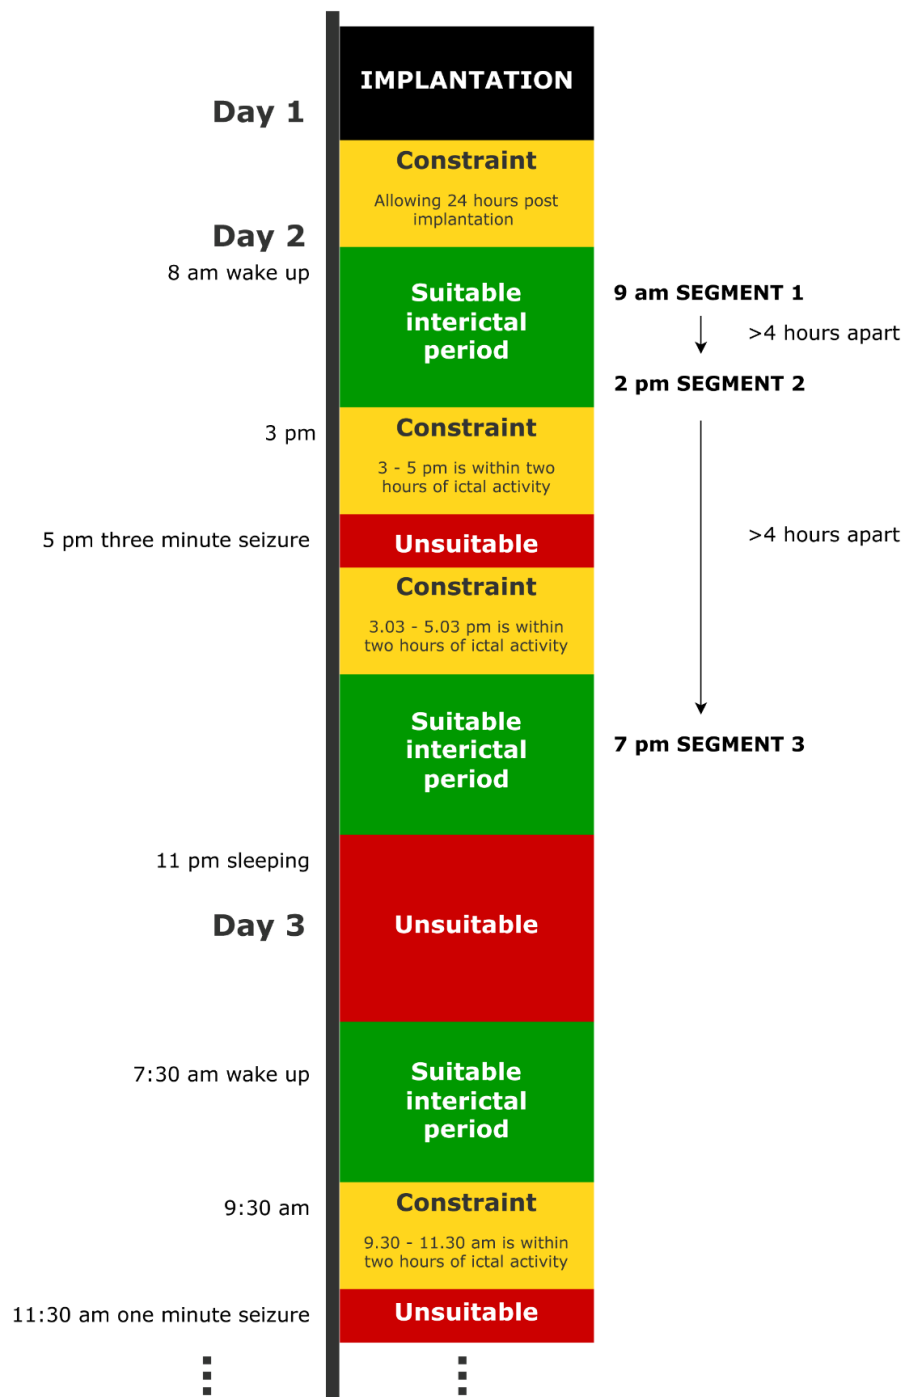 IMPLANTATION
Day 1
Constraint
Allowing 24 hours post
implantation
Day 2
8 am wake up
Suitable
interictal
period
9 am SEGMENT 1
>4 hours apart
2 pm SEGMENT 2
3 pm
Constraint
3 - 5 pm is within two
hours of ictal activity
>4 hours apart
5 pm three minute seizure
Unsuitable
Constraint
3.03 - 5.03 pm is within
two hours of ictal activity
Suitable
interictal
period
7 pm SEGMENT 3
11 pm sleeping
Day 3
Unsuitable
7:30 am wake up
Suitable
interictal
period
9:30 am
Constraint
9.30 - 11.30 am is within
two hours of ictal activity
11:30 am one minute seizure
Unsuitable